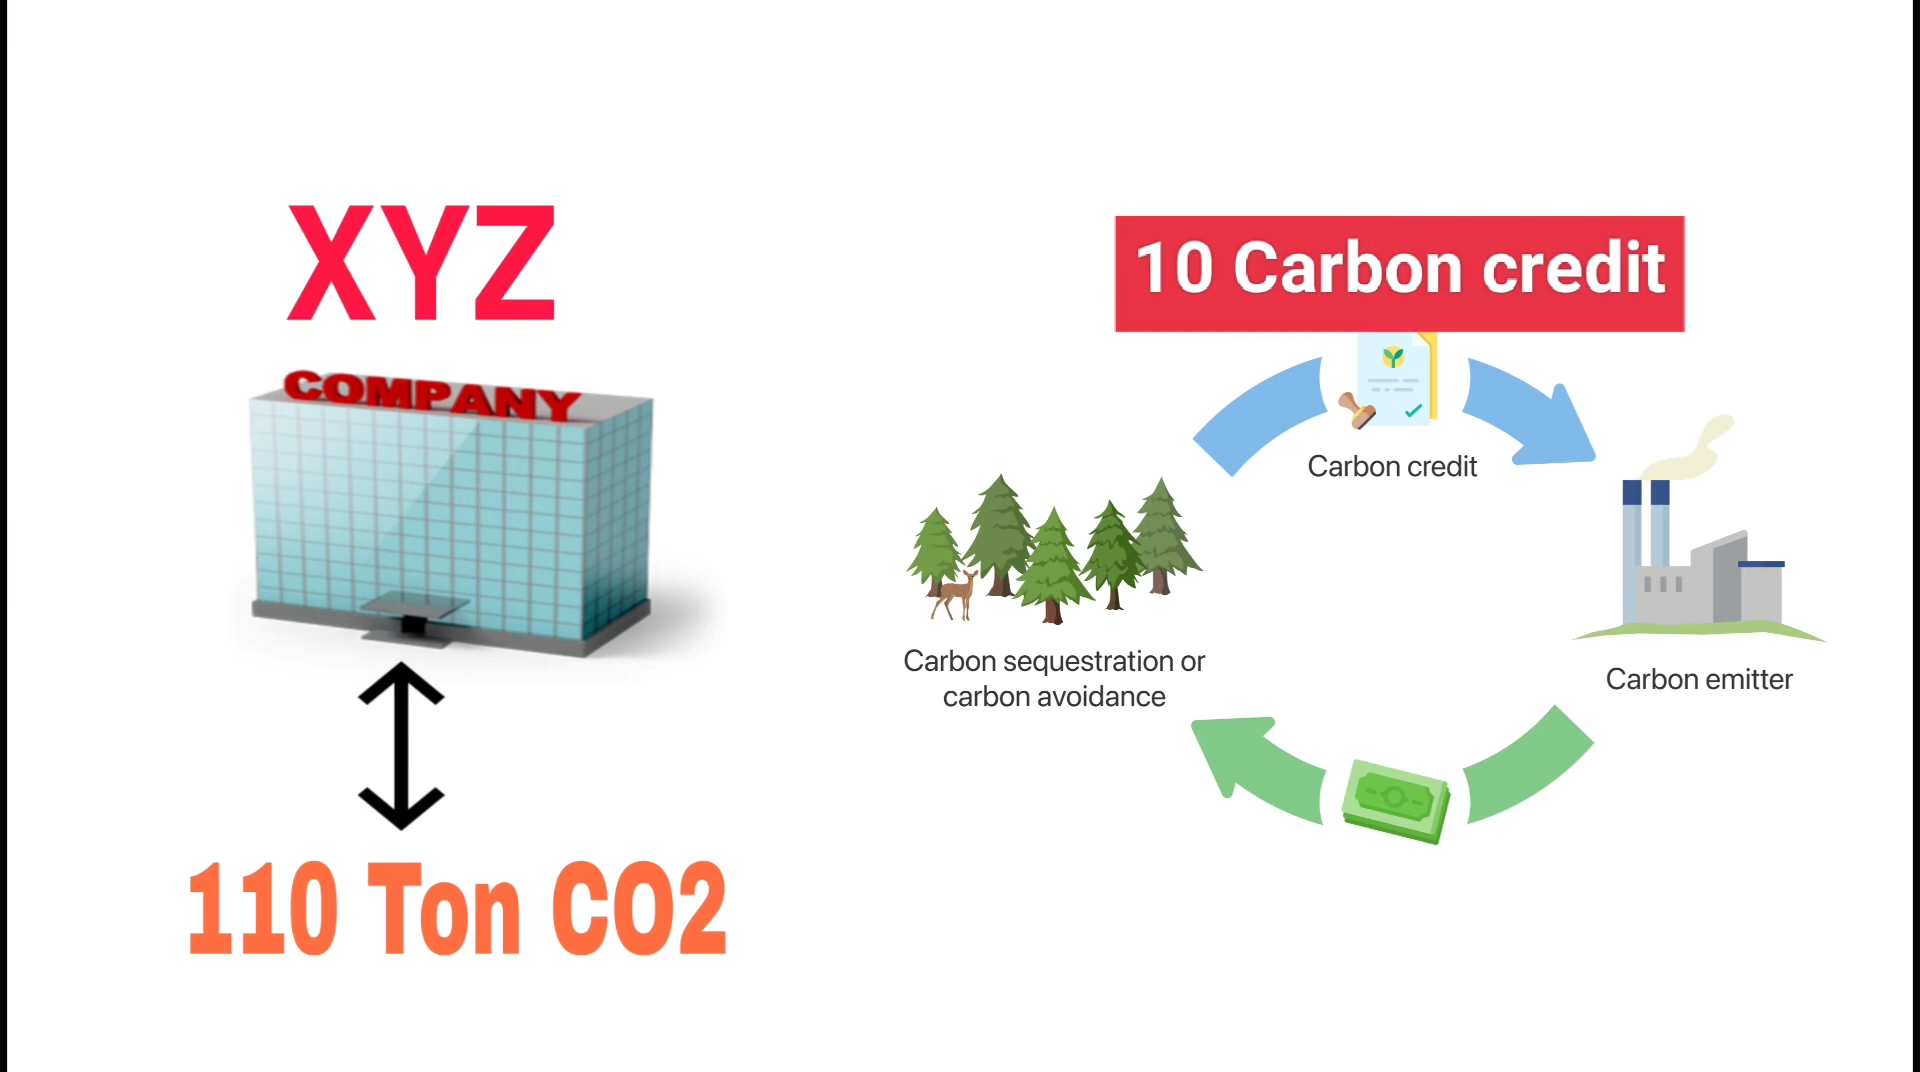 XYZ
COMPANY
110 Ton CO2
10 Carbon credit
Carbon credit
Carbon sequestration or
carbon avoidance
Carbon emitter